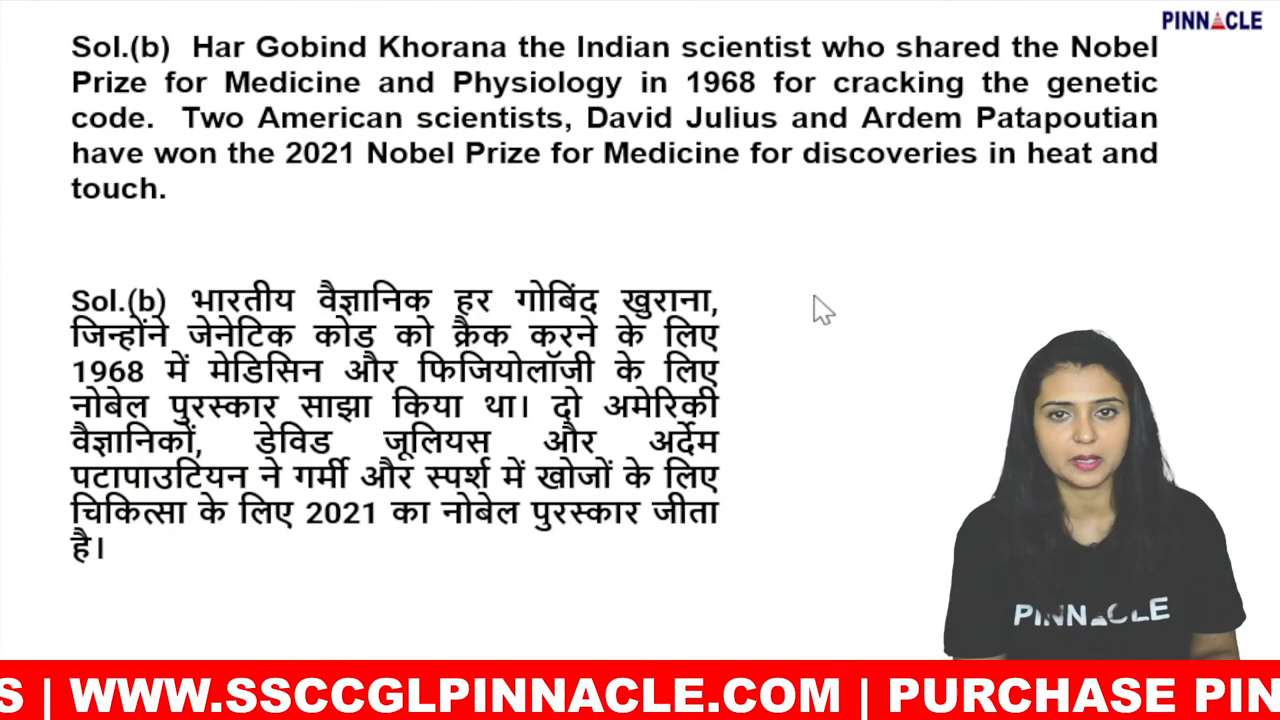 PINNACLE
Sol.(b) Har Gobind Khorana the Indian scientist who shared the Nobel
Prize for Medicine and Physiology in 1968 for cracking the genetic
code. Two American scientists, David Julius and Ardem Patapoutian
have won the 2021 Nobel Prize for Medicine for discoveries in heat and
touch.
Sol.(b) भारतीय वैज्ञानिक हर गोबिंद खुराना,
जिन्होंने जेनेटिक कोड को क्रैक करने के लिए
1968 में मेडिसिन और फिजियोलॉजी के लिए
नोबेल पुरस्कार साझा किया था। दो अमेरिकी
वैज्ञानिकों, डेविड जूलियस और अर्देम
पटापाउटियन ने गर्मी और स्पर्श में खोजों के लिए
चिकित्सा के लिए 2021 का नोबेल पुरस्कार जीता
है।
PINNACLE
S | WWW.SSCCGLPINNACLE.COM | PURCHASE PIN